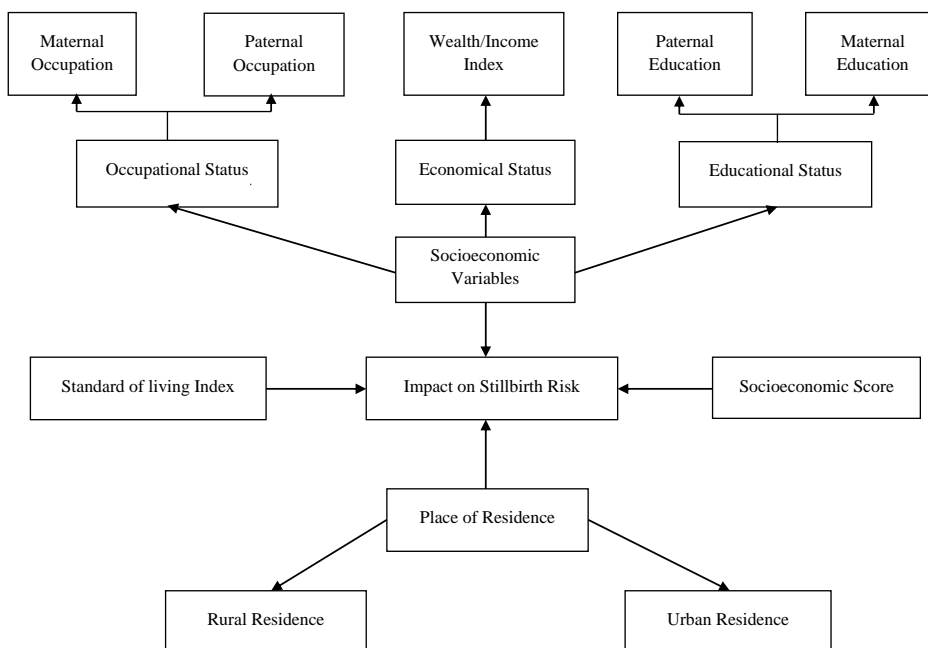 Maternal
Occupation
Paternal
Occupation
Wealth/Income
Index
Paternal
Education
Maternal
Education
Occupational Status
Economical Status
Educational Status
Socioeconomic
Variables
Standard of living Index
Impact on Stillbirth Risk
Socioeconomic Score
Place of Residence
Rural Residence
Urban Residence